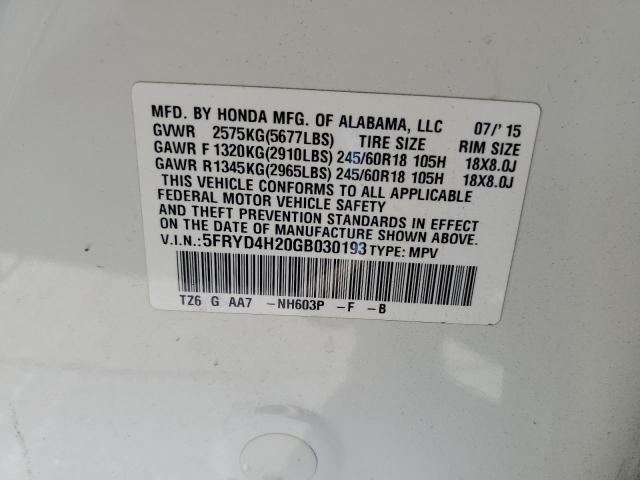 MFD. BY HONDA MFG. OF ALABAMA, LLC 07/'15
GVWR 2575KG(5677LBS) TIRE SIZE RIM SIZE
GAWR F 1320KG(2910LBS) 245/60R18 105H 18X8.0J
GAWR R1345KG(2965LBS) 245/60R18 105H 18X8.0J
THIS VEHICLE CONFORMS TO ALL APPLICABLE
FEDERAL MOTOR VEHICLE SAFETY
AND THEFT PREVENTION STANDARDS IN EFFECT
ON THE DATE OF MANUFACTURE SHOWN ABOVE.
V.I.N.:5FRYD4H20GB030193 TYPE: MPV
TZ6 G AA7 -NH603P -F -B